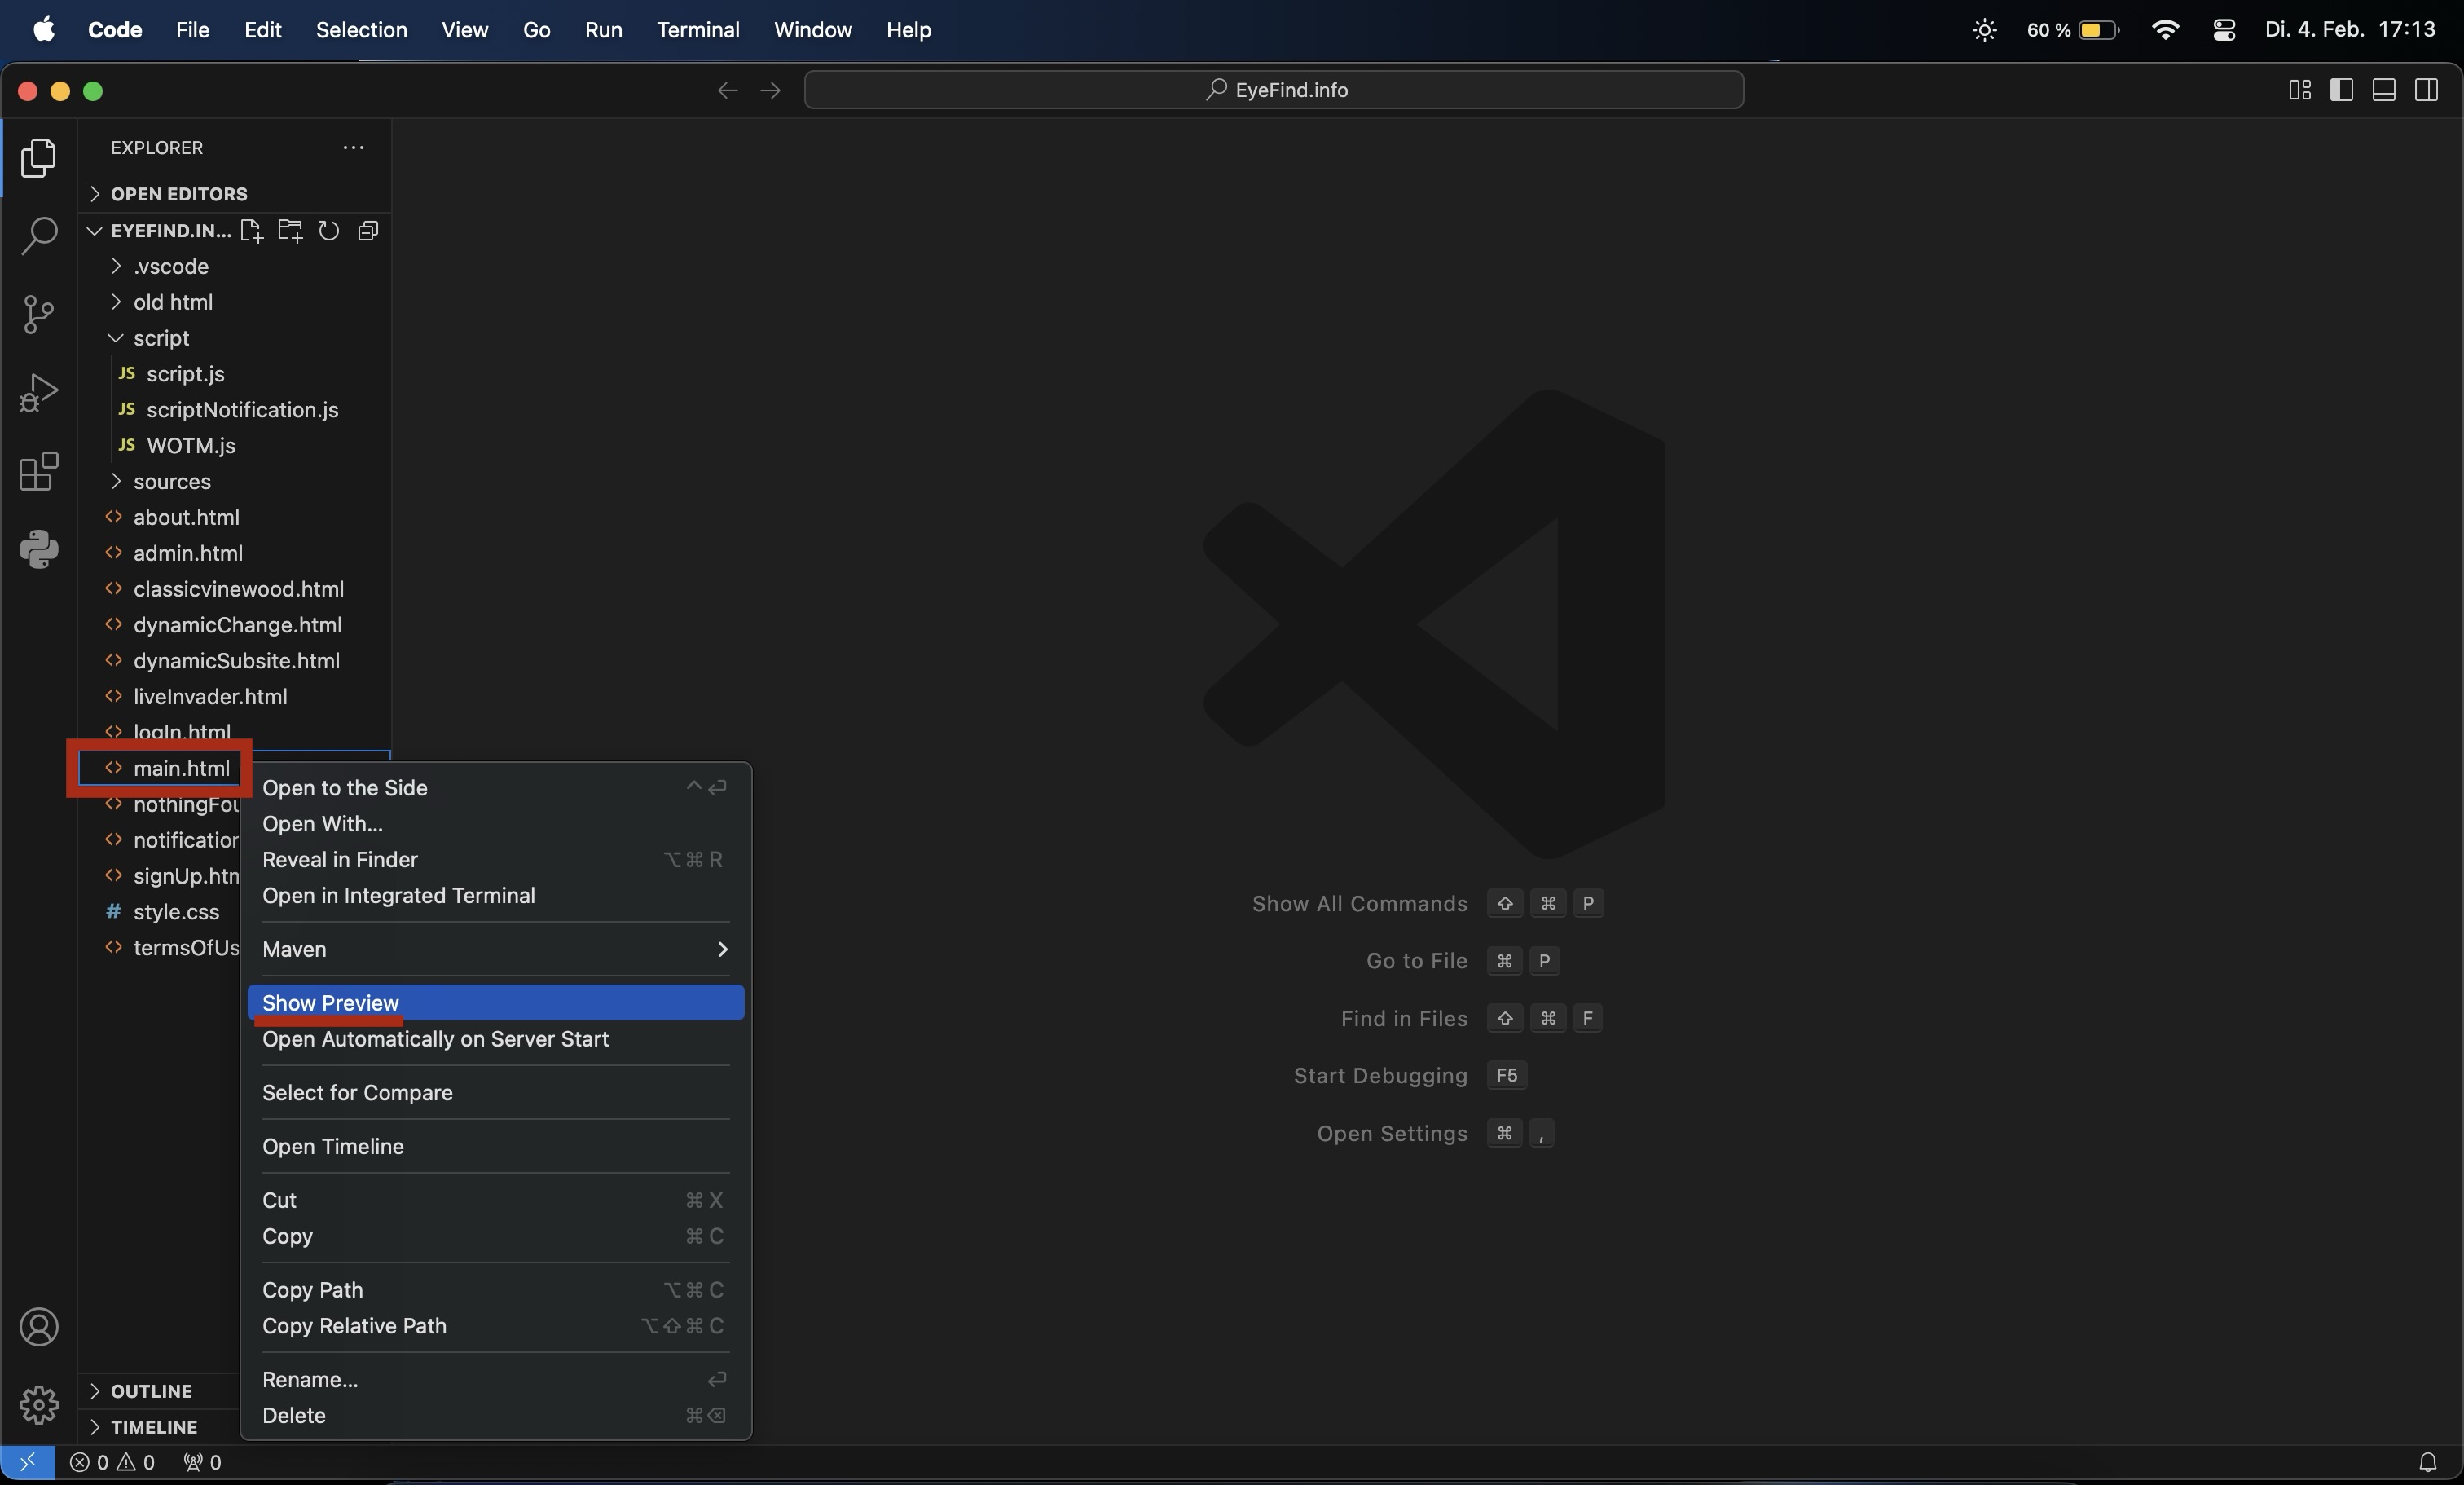 Code File Edit Selection View Go Run Terminal Window Help 60 % Di. 4. Feb. 17:13
EyeFind.info
EXPLORER ...
OPEN EDITORS
EYEFIND.IN...
.vscode
old html
script
JS script.js
JS scriptNotification.js
JS WOTM.js
sources
<> about.html
<> admin.html
<> classicvinewood.html
<> dynamicChange.html
<> dynamicSubsite.html
<> liveInvader.html
<> logIn.html
<> main.html
<> nothingFou
<> notification
<> signUp.htm
# style.css
<> termsOfUs
OUTLINE
TIMELINE
Open to the Side ^ ↩
Open With...
Reveal in Finder ⌥ ⌘ R
Open in Integrated Terminal
Maven >
Show Preview
Open Automatically on Server Start
Select for Compare
Open Timeline
Cut ⌘ X
Copy ⌘ C
Copy Path ⌥ ⌘ C
Copy Relative Path ⌥ ⇧ ⌘ C
Rename... ↩
Delete ⌘ ⌫
Show All Commands ⇧ ⌘ P
Go to File ⌘ P
Find in Files ⇧ ⌘ F
Start Debugging F5
Open Settings ⌘ ,
0 0 0